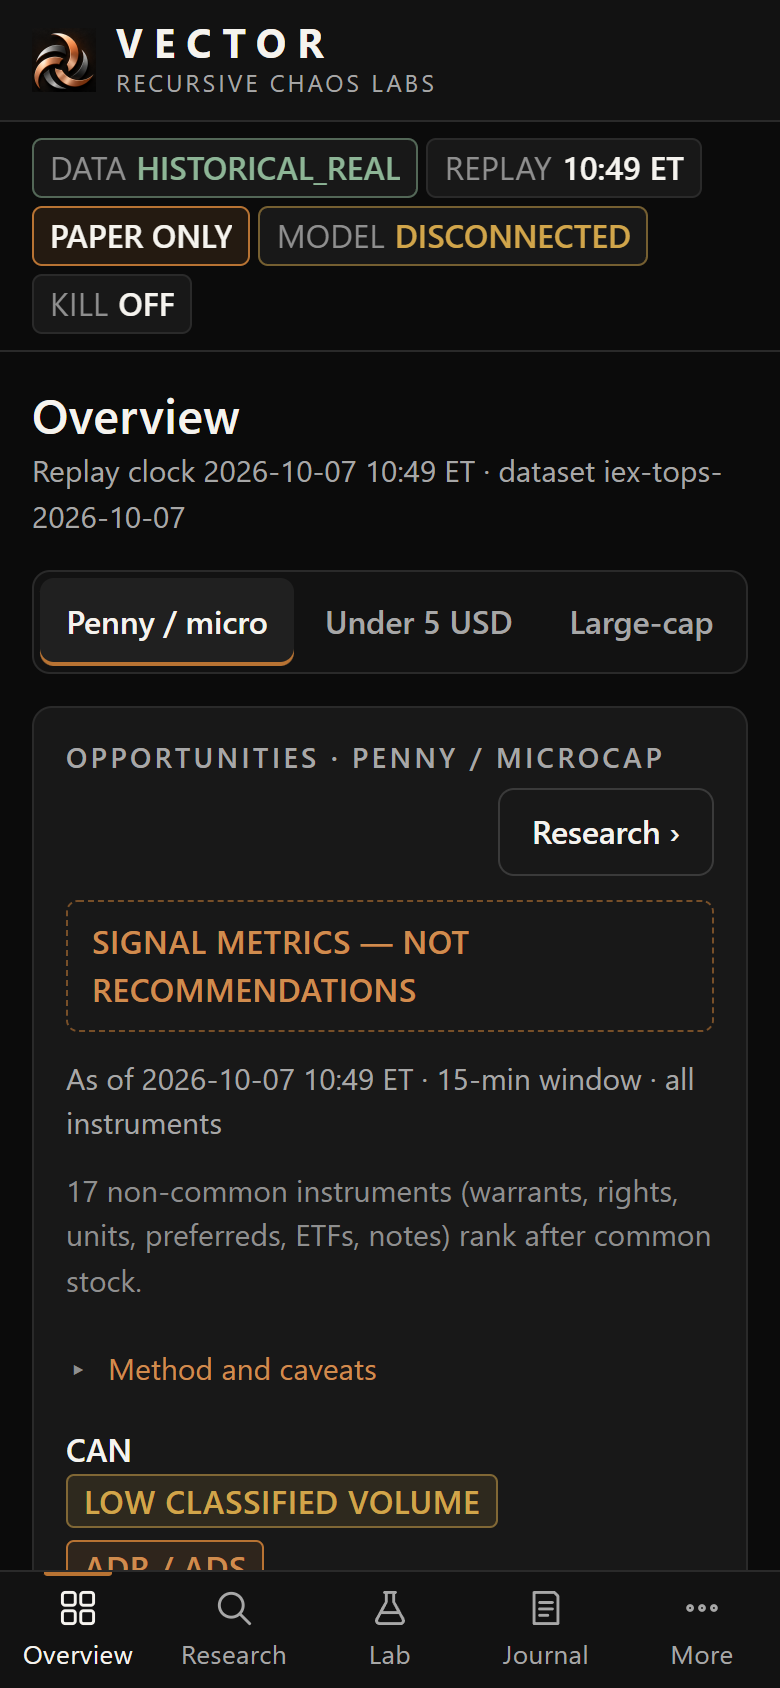 VECTOR
RECURSIVE CHAOS LABS
DATA HISTORICAL_REAL
REPLAY 10:49 ET
PAPER ONLY
MODEL DISCONNECTED
KILL OFF
Overview
Replay clock 2026-10-07 10:49 ET · dataset iex-tops-
2026-10-07
Penny / micro
Under 5 USD
Large-cap
OPPORTUNITIES · PENNY / MICROCAP
Research ›
SIGNAL METRICS — NOT
RECOMMENDATIONS
As of 2026-10-07 10:49 ET · 15-min window · all
instruments
17 non-common instruments (warrants, rights,
units, preferreds, ETFs, notes) rank after common
stock.
Method and caveats
CAN
LOW CLASSIFIED VOLUME
ADR / ADS
Overview
Research
Lab
Journal
More